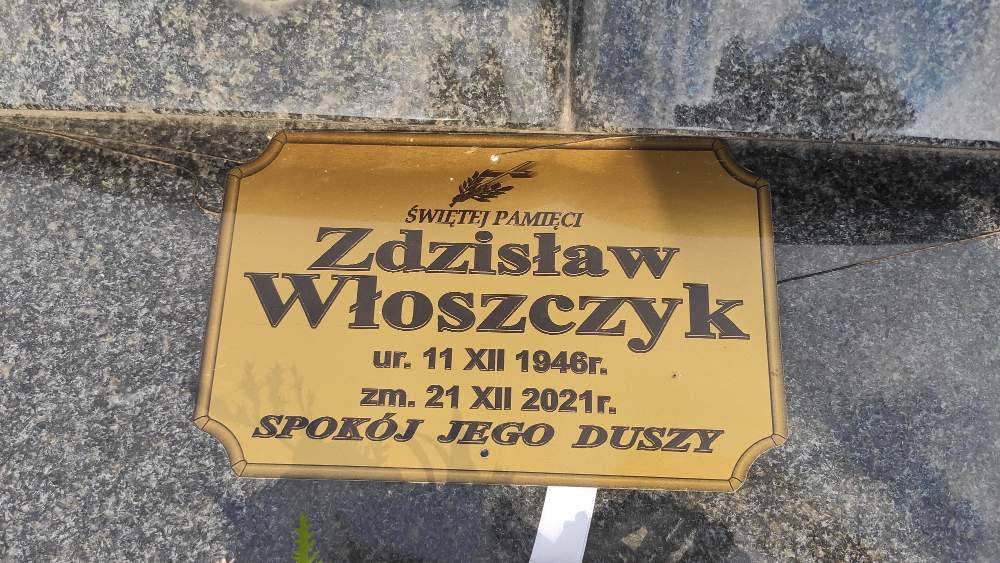 ŚWIĘTEJ PAMIĘCI
Zdzisław
Włoszczyk
ur. 11 XII 1946r.
zm. 21 XII 2021r.
SPOKÓJ JEGO DUSZY